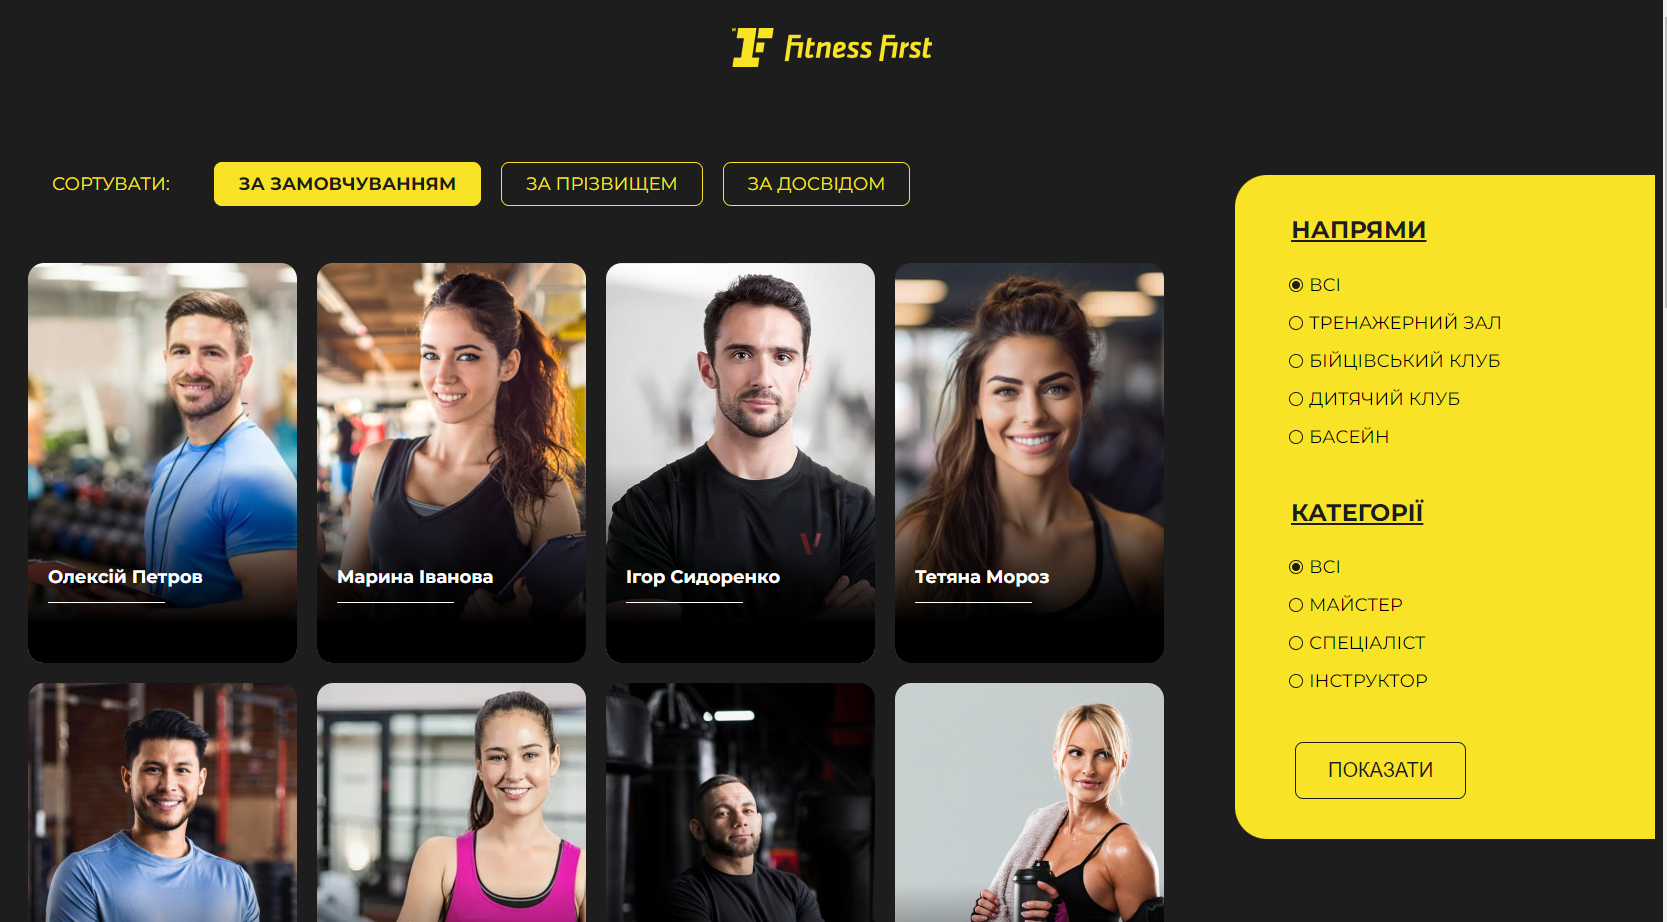 Fitness First
СОРТУВАТИ:
ЗА ЗАМОВЧУВАННЯМ
ЗА ПРІЗВИЩЕМ
ЗА ДОСВІДОМ
Олексій Петров
Марина Іванова
Ігор Сидоренко
Тетяна Мороз
НАПРЯМИ
ВСІ
ТРЕНАЖЕРНИЙ ЗАЛ
БІЙЦІВСЬКИЙ КЛУБ
ДИТЯЧИЙ КЛУБ
БАСЕЙН
КАТЕГОРІЇ
ВСІ
МАЙСТЕР
СПЕЦІАЛІСТ
ІНСТРУКТОР
ПОКАЗАТИ